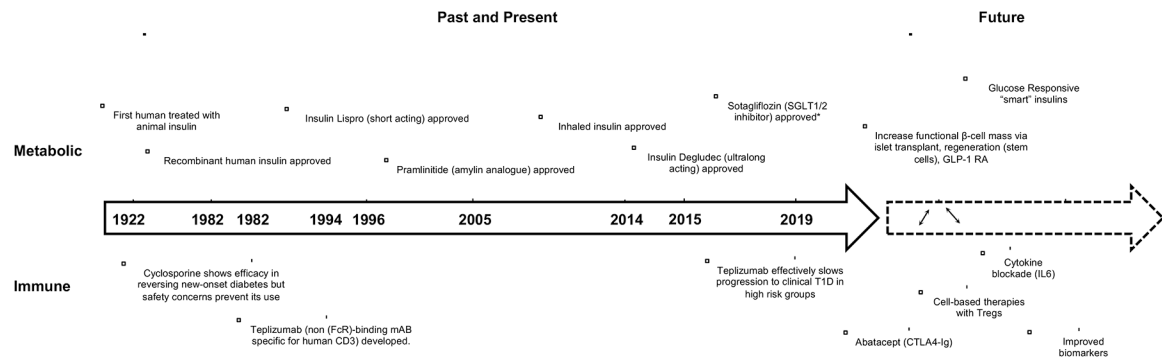 Past and Present
Future
First human treated with
animal insulin
Recombinant human insulin approved
Insulin Lispro (short acting) approved
Pramlinitide (amylin analogue) approved
Inhaled insulin approved
Insulin Degludec (ultralong
acting) approved
Sotagliflozin (SGLT1/2
inhibitor) approved*
Increase functional β-cell mass via
islet transplant, regeneration (stem
cells), GLP-1 RA
Glucose Responsive
“smart” insulins
Metabolic
1922 1982 1982 1994 1996 2005 2014 2015 2019
Immune
Cyclosporine shows efficacy in
reversing new-onset diabetes but
safety concerns prevent its use
Teplizumab (non (FcR)-binding mAB
specific for human CD3) developed.
Teplizumab effectively slows
progression to clinical T1D in
high risk groups
Cytokine
blockade (IL6)
Cell-based therapies
with Tregs
Abatacept (CTLA4-Ig)
Improved
biomarkers